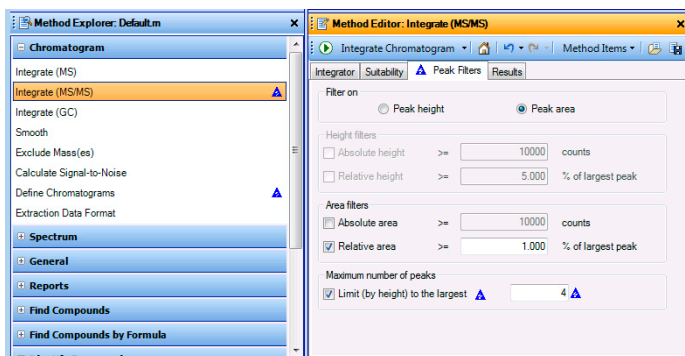 Method Explorer: Default.m
Chromatogram
Integrate (MS)
Integrate (MS/MS)
Integrate (GC)
Smooth
Exclude Mass(es)
Calculate Signal-to-Noise
Define Chromatograms
Extraction Data Format
Spectrum
General
Reports
Find Compounds
Find Compounds by Formula
Method Editor: Integrate (MS/MS)
Integrate Chromatogram Method Items
Integrator Suitability Peak Filters Results
Filter on
Peak height Peak area
Height filters
Absolute height >= 10000 counts
Relative height >= 5.000 % of largest peak
Area filters
Absolute area >= 10000 counts
Relative area >= 1.000 % of largest peak
Maximum number of peaks
Limit (by height) to the largest 4